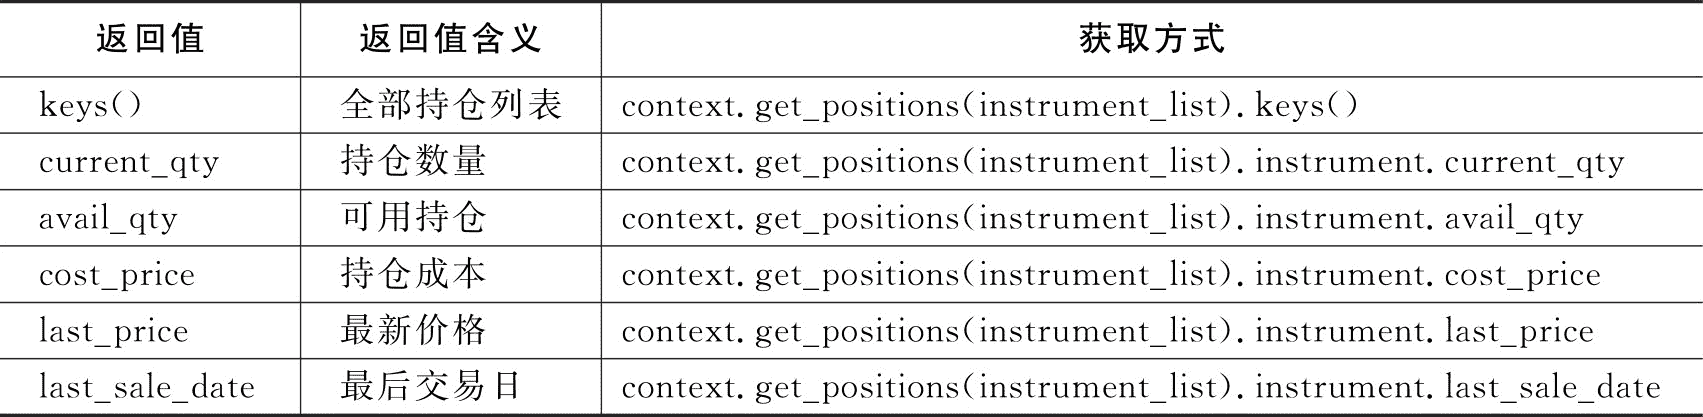 返回值 返回值含义 获取方式
keys() 全部持仓列表 context.get_positions(instrument_list).keys()
current_qty 持仓数量 context.get_positions(instrument_list).instrument.current_qty
avail_qty 可用持仓 context.get_positions(instrument_list).instrument.avail_qty
cost_price 持仓成本 context.get_positions(instrument_list).instrument.cost_price
last_price 最新价格 context.get_positions(instrument_list).instrument.last_price
last_sale_date 最后交易日 context.get_positions(instrument_list).instrument.last_sale_date